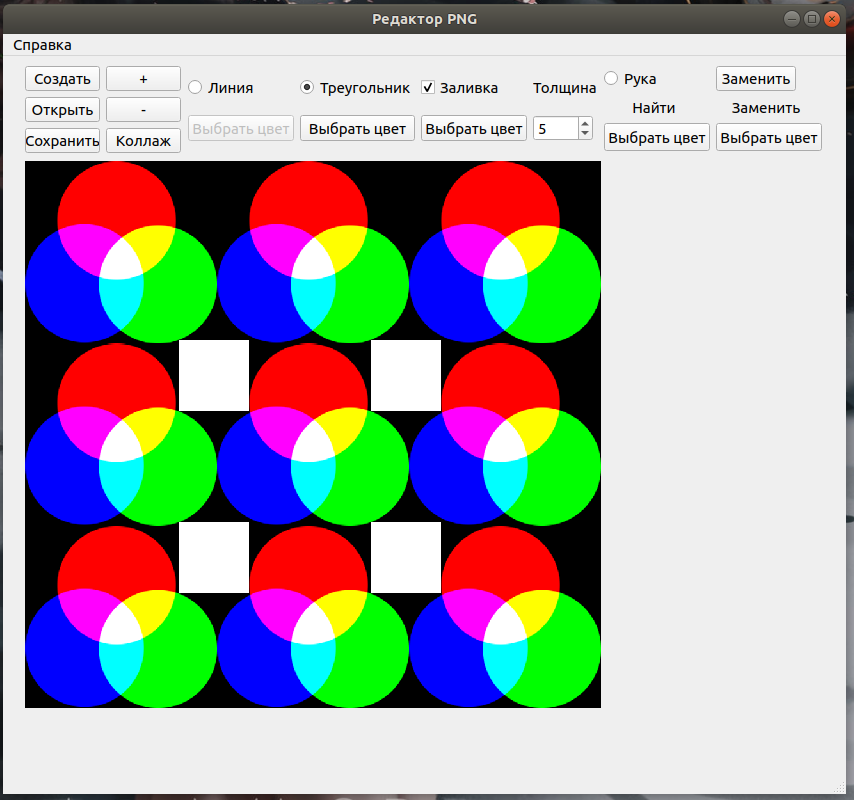 Редактор PNG
Справка
Создать
+
Линия
Треугольник
Заливка
Толщина
Рука
Заменить
Открыть
-
Найти
Заменить
Сохранить
Коллаж
Выбрать цвет
Выбрать цвет
Выбрать цвет
5
Выбрать цвет
Выбрать цвет